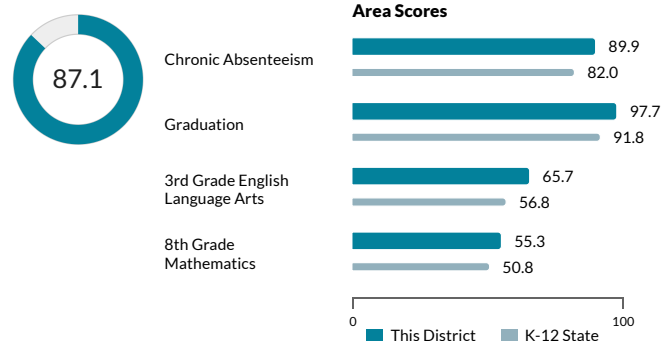 Area Scores
87.1
Chronic Absenteeism
89.9
82.0
Graduation
97.7
91.8
3rd Grade English
Language Arts
65.7
56.8
8th Grade
Mathematics
55.3
50.8
0
100
This District
K-12 State